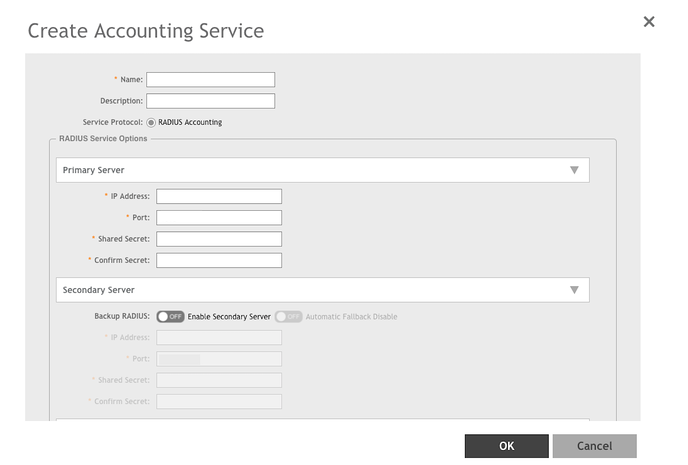 Create Accounting Service
* Name:
Description:
Service Protocol: RADIUS Accounting
RADIUS Service Options
Primary Server
* IP Address:
* Port:
* Shared Secret:
* Confirm Secret:
Secondary Server
Backup RADIUS: OFF Enable Secondary Server OFF Automatic Fallback Disable
* IP Address:
* Port:
* Shared Secret:
* Confirm Secret:
OK Cancel